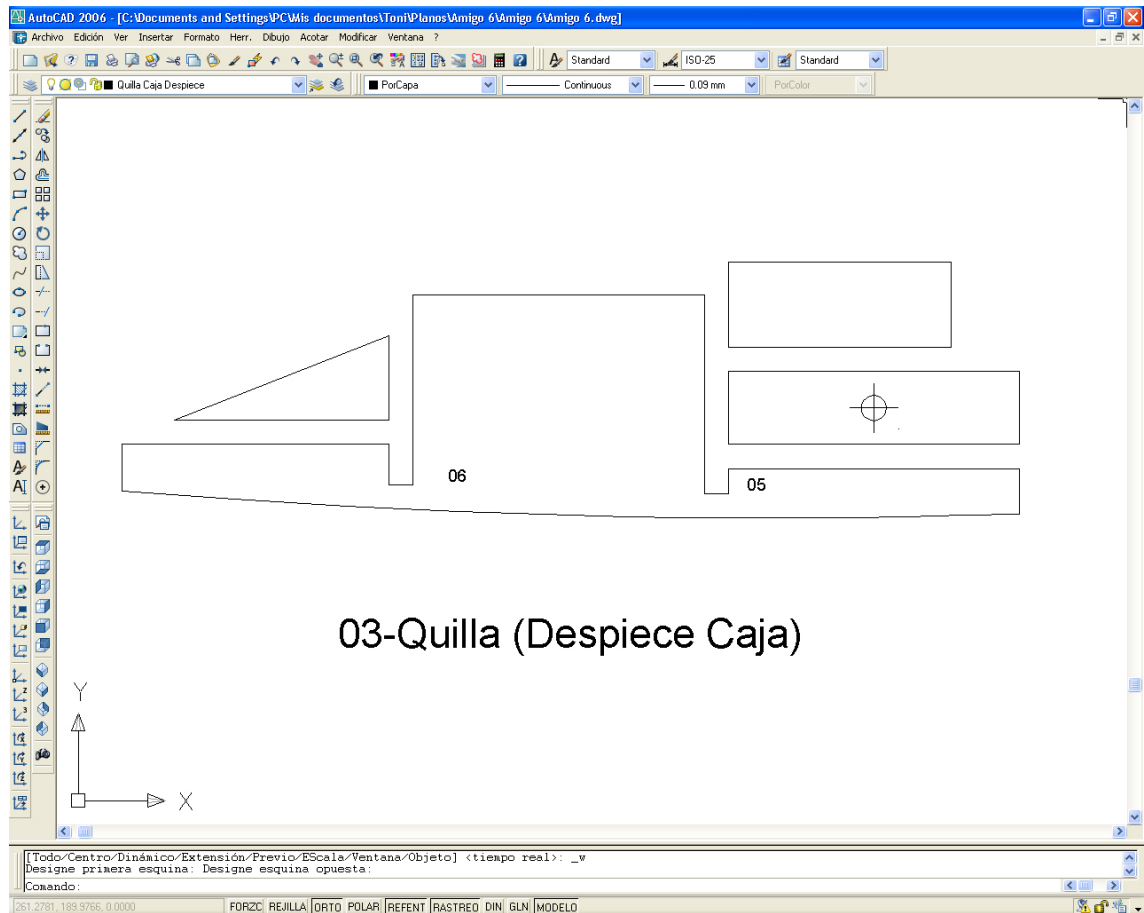 AutoCAD 2006 - [C:\Documents and Settings\PC\Mis documentos\Toni\Planos\Amigo 6\Amigo 6\Amigo 6.dwg]
Archivo Edición Ver Insertar Formato Herr. Dibujo Acotar Modificar Ventana ?
Standard ISO-25 Standard
Quilla Caja Despiece PorCapa Continuous 0.09 mm PorColor
06
05
03-Quilla (Despiece Caja)
Y
X
[Todo/Centro/Dinámico/Extensión/Previo/EScala/Ventana/Objeto] <tiempo real>: _w
Designe primera esquina: Designe esquina opuesta:
Comando:
261.2781, 189.9766, 0.0000 FORZC REJILLA ORTO POLAR REFENT RASTREO DIN GLN MODELO